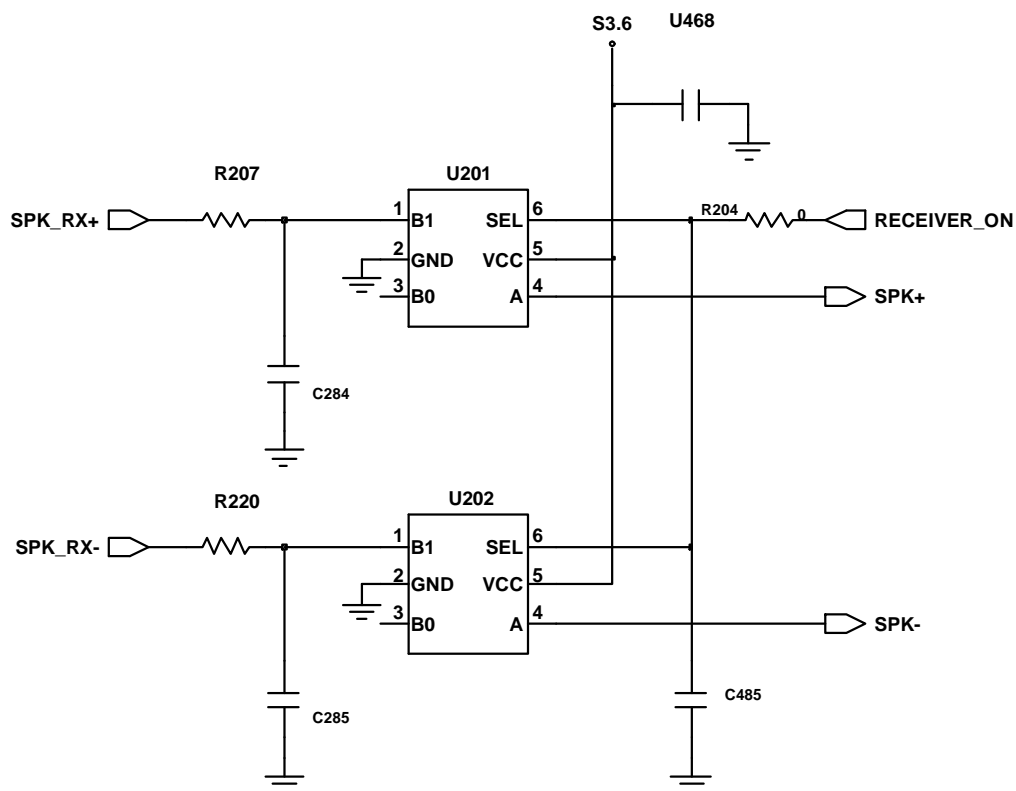 S3.6 U468
R207 U201
SPK_RX+ 1 B1 SEL 6 R204 0 RECEIVER_ON
2 GND VCC 5
3 B0 A 4 SPK+
C284
R220 U202
SPK_RX- 1 B1 SEL 6
2 GND VCC 5
3 B0 A 4 SPK-
C285 C485